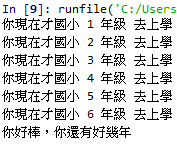 In [9]: runfile('C:/Users
你現在才國小 1 年級 去上學
你現在才國小 2 年級 去上學
你現在才國小 3 年級 去上學
你現在才國小 4 年級 去上學
你現在才國小 5 年級 去上學
你現在才國小 6 年級 去上學
你好棒，你還有好幾年